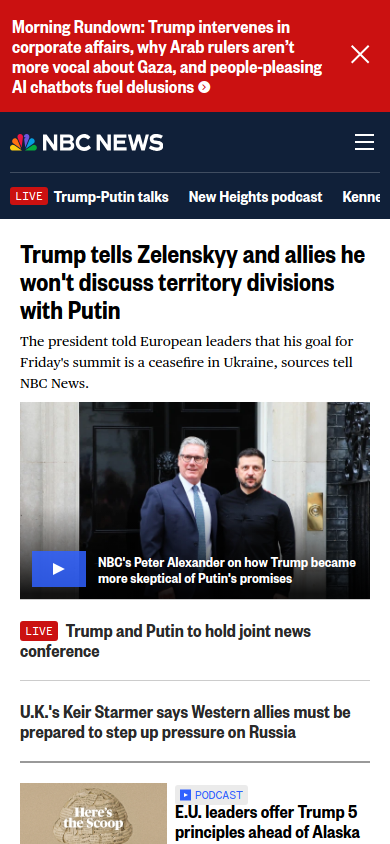 Morning Rundown: Trump intervenes in
corporate affairs, why Arab rulers aren't
more vocal about Gaza, and people-pleasing
AI chatbots fuel delusions
NBC NEWS
LIVE Trump-Putin talks New Heights podcast Kenne
Trump tells Zelenskyy and allies he
won't discuss territory divisions
with Putin
The president told European leaders that his goal for
Friday's summit is a ceasefire in Ukraine, sources tell
NBC News.
NBC's Peter Alexander on how Trump became
more skeptical of Putin's promises
LIVE Trump and Putin to hold joint news
conference
U.K.'s Keir Starmer says Western allies must be
prepared to step up pressure on Russia
Here's
the Scoop
PODCAST
E.U. leaders offer Trump 5
principles ahead of Alaska